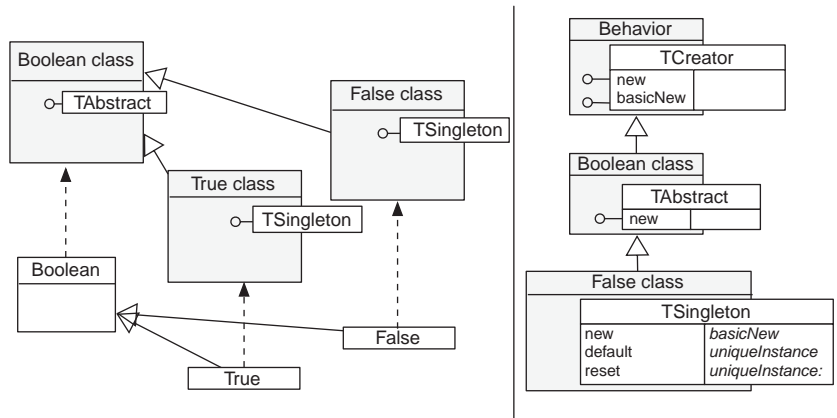 Boolean class
TAbstract
False class
TSingleton
True class
TSingleton
Boolean
False
True
Behavior
TCreator
new
basicNew
Boolean class
TAbstract
new
False class
TSingleton
new basicNew
default uniqueInstance
reset uniqueInstance: